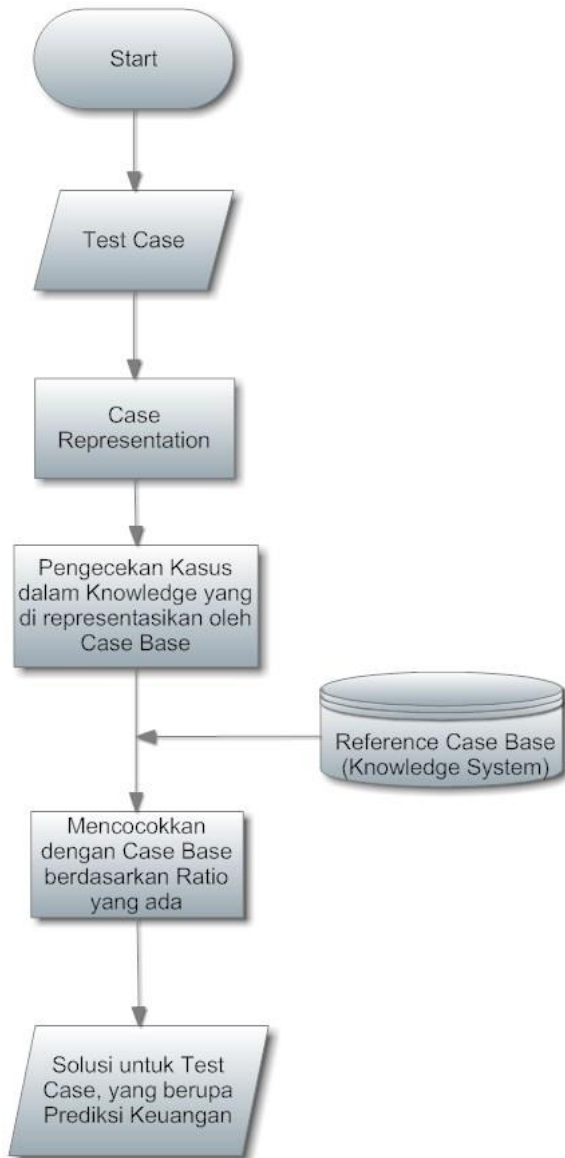 Start
Test Case
Case
Representation
Pengecekan Kasus
dalam Knowledge yang
di representasikan oleh
Case Base
Reference Case Base
(Knowledge System)
Mencocokkan
dengan Case Base
berdasarkan Ratio
yang ada
Solusi untuk Test
Case, yang berupa
Prediksi Keuangan